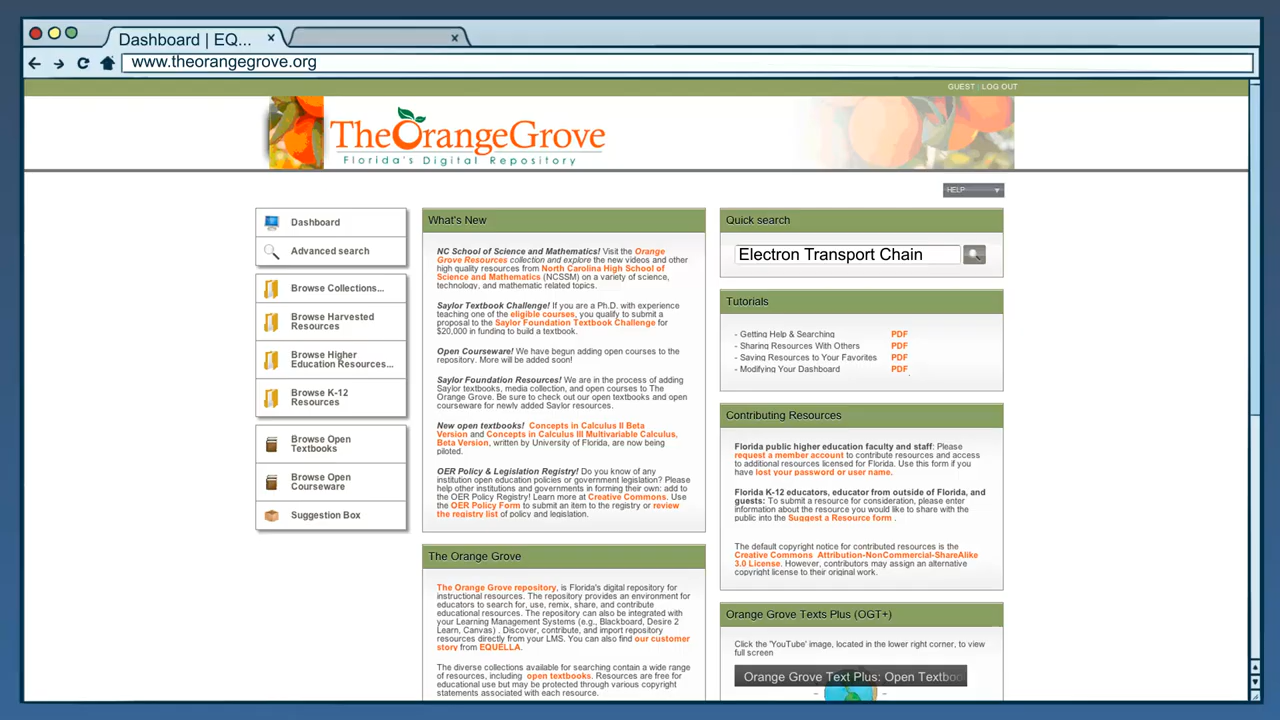 Dashboard | EQ...
www.theorangegrove.org
GUEST | LOG OUT
TheOrangeGrove
Florida's Digital Repository
HELP
Dashboard
Advanced search
Browse Collections...
Browse Harvested
Resources
Browse Higher
Education Resources...
Browse K-12
Resources
Browse Open
Textbooks
Browse Open
Courseware
Suggestion Box
What's New
NC School of Science and Mathematics! Visit the Orange
Grove Resources collection and explore the new videos and other
high quality resources from North Carolina High School of
Science and Mathematics (NCSSM) on a variety of science,
technology, and mathematic related topics.
Saylor Textbook Challenge! If you are a Ph.D. with experience
teaching one of the eligible courses, you qualify to submit a
proposal to the Saylor Foundation Textbook Challenge for
$20,000 in funding to build a textbook.
Open Courseware! We have begun adding open courses to the
repository. More will be added soon!
Saylor Foundation Resources! We are in the process of adding
Saylor textbooks, media collection, and open courses to The
Orange Grove. Be sure to check out our open textbooks and open
courseware for newly added Saylor resources.
New open textbooks! Concepts in Calculus II Beta
Version and Concepts in Calculus III Multivariable Calculus,
Beta Version, written by University of Florida, are now being
piloted.
OER Policy & Legislation Registry! Do you know of any
institution open education policies or government legislation? Please
help other institutions and governments in forming their own: add to
the OER Policy Registry! Learn more at Creative Commons. Use
the OER Policy Form to submit an item to the registry or review
the registry list of policy and legislation.
The Orange Grove
The Orange Grove repository, is Florida's digital repository for
instructional resources. The repository provides an environment for
educators to search for, use, remix, share, and contribute
educational resources. The repository can also be integrated with
your Learning Management Systems (e.g., Blackboard, Desire 2
Learn, Canvas) . Discover, contribute, and import repository
resources directly from your LMS. You can also find our customer
story from EQUELLA.
The diverse collections available for searching contain a wide range
of resources, including open textbooks. Resources are free for
educational use but may be protected through various copyright
statements associated with each resource.
Quick search
Electron Transport Chain
Tutorials
- Getting Help & Searching PDF
- Sharing Resources With Others PDF
- Saving Resources to Your Favorites PDF
- Modifying Your Dashboard PDF
Contributing Resources
Florida public higher education faculty and staff: Please
request a member account to contribute resources and access
to additional resources licensed for Florida. Use this form if you
have lost your password or user name.
Florida K-12 educators, educator from outside of Florida, and
guests: To submit a resource for consideration, please enter
information about the resource you would like to share with the
public into the Suggest a Resource form .
The default copyright notice for contributed resources is the
Creative Commons Attribution-NonCommercial-ShareAlike
3.0 License. However, contributors may assign an alternative
copyright license to their original work.
Orange Grove Texts Plus (OGT+)
Click the 'YouTube' image, located in the lower right corner, to view
full screen
Orange Grove Text Plus: Open Textboo